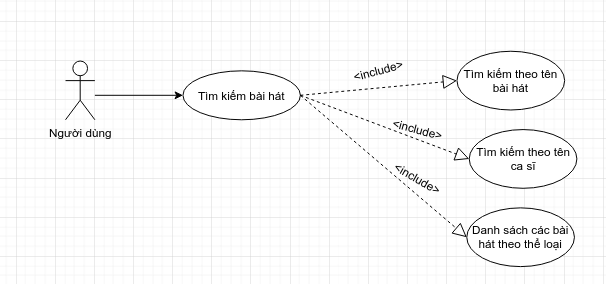 Người dùng
Tìm kiếm bài hát
<include>
<include>
<include>
Tìm kiếm theo tên
bài hát
Tìm kiếm theo tên
ca sĩ
Danh sách các bài
hát theo thể loại